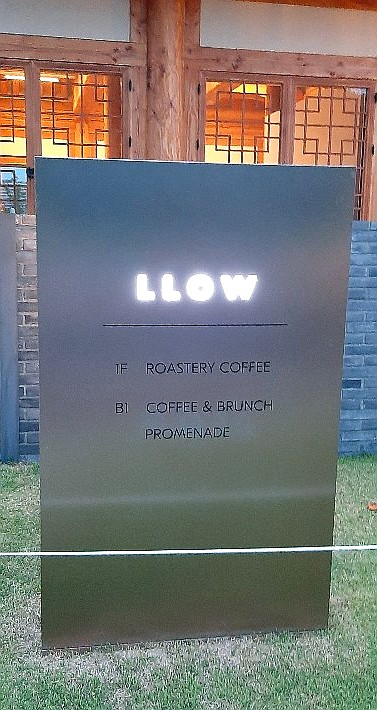 LLOW
1F ROASTERY COFFEE
B1 COFFEE & BRUNCH
PROMENADE